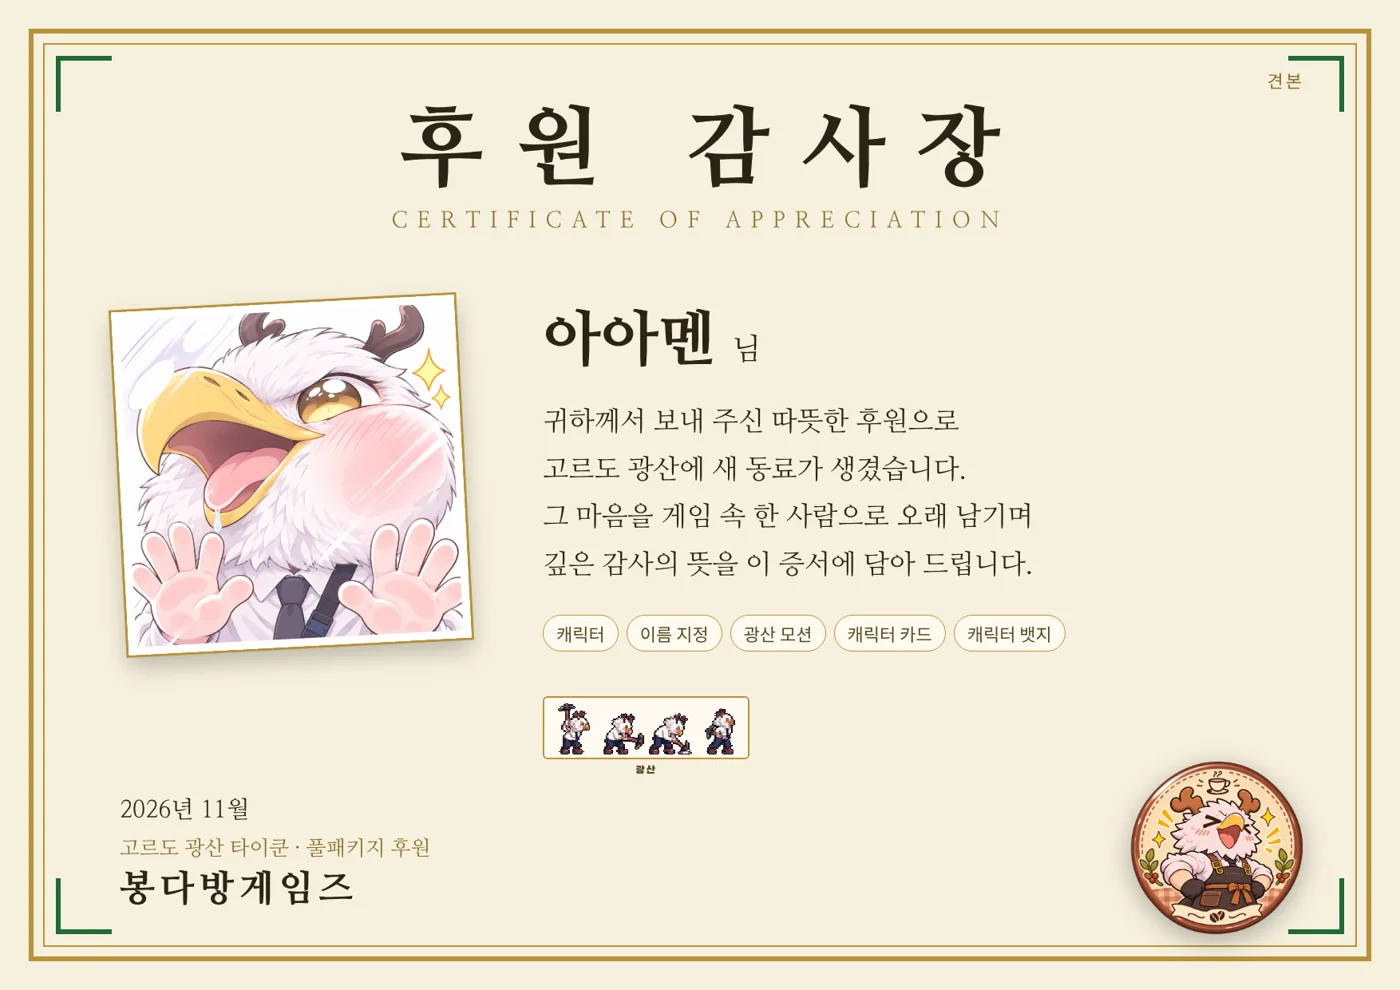 견본
후원 감사장
CERTIFICATE OF APPRECIATION
아아멘 님
귀하께서 보내 주신 따뜻한 후원으로
고르도 광산에 새 동료가 생겼습니다.
그 마음을 게임 속 한 사람으로 오래 남기며
깊은 감사의 뜻을 이 증서에 담아 드립니다.
캐릭터 이름 지정 광산 모션 캐릭터 카드 캐릭터 뱃지
광산
2026년 11월
고르도 광산 타이쿤 · 풀패키지 후원
봉다방게임즈